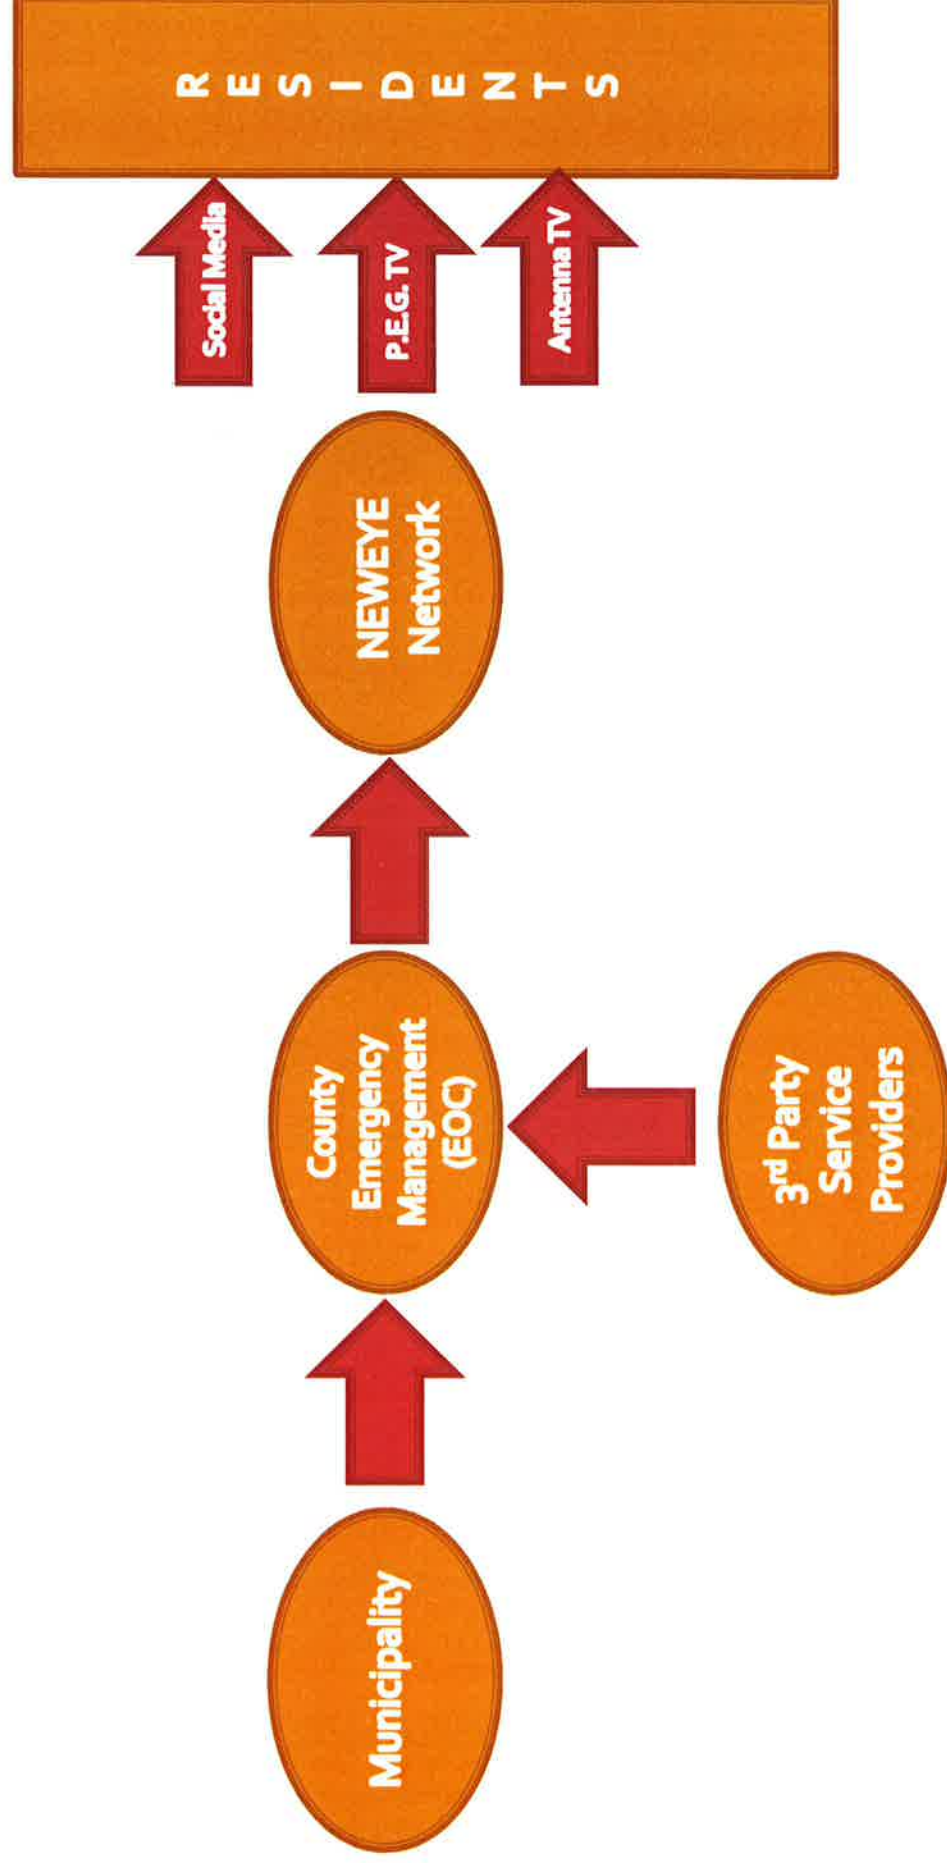 Municipality
County
Emergency
Management
(EOC)
3rd Party
Service
Providers
NEWEYE
Network
Social Media
P.E.G. TV
Antenna TV
RESIDENTS